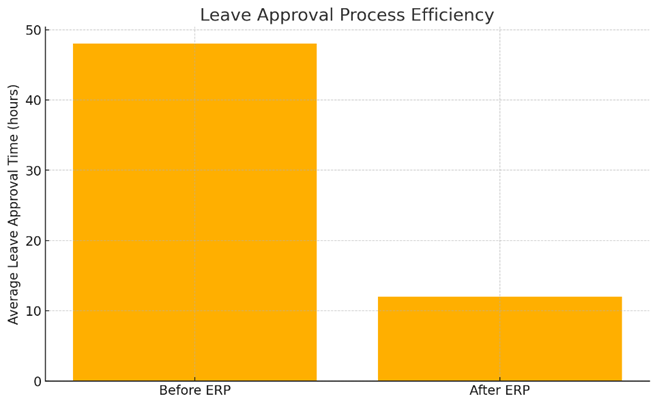 Leave Approval Process Efficiency
Average Leave Approval Time (hours)
50
40
30
20
10
0
Before ERP
After ERP